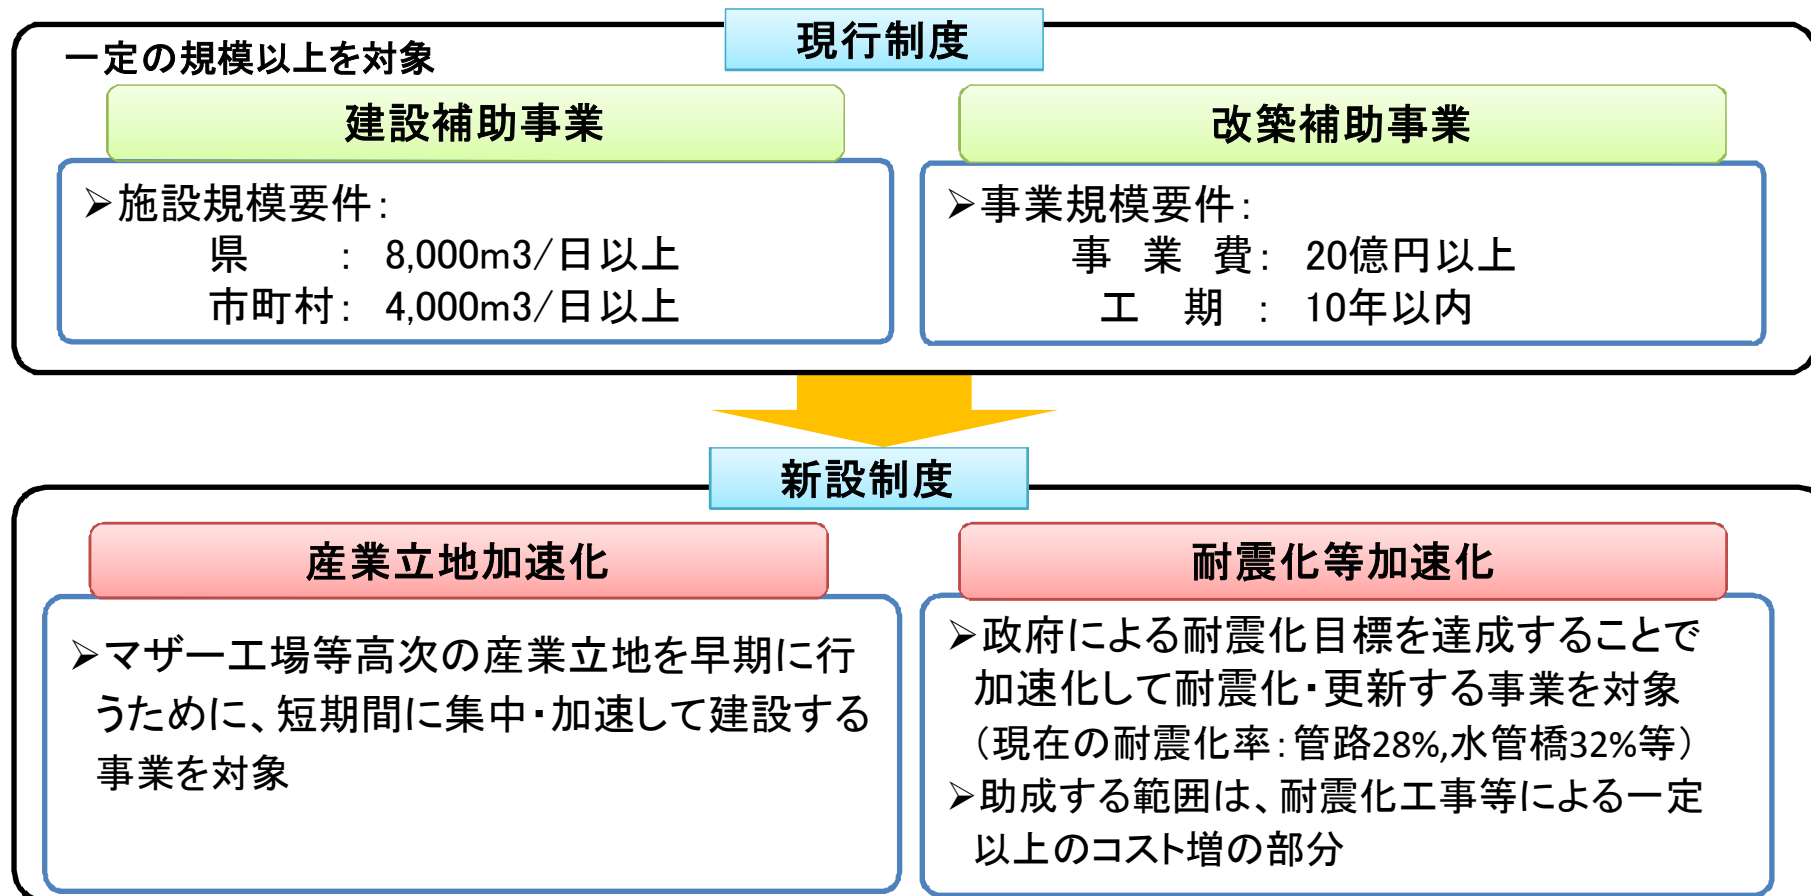 現行制度
一定の規模以上を対象
建設補助事業
➢施設規模要件：
県　　：　8,000m3/日以上
市町村：　4,000m3/日以上
改築補助事業
➢事業規模要件：
事　業　費：　20億円以上
工　期　：　10年以内
新設制度
産業立地加速化
➢マザー工場等高次の産業立地を早期に行
うために、短期間に集中・加速して建設する
事業を対象
耐震化等加速化
➢政府による耐震化目標を達成することで
加速化して耐震化・更新する事業を対象
（現在の耐震化率：管路28%,水管橋32%等）
➢助成する範囲は、耐震化工事等による一定
以上のコスト増の部分